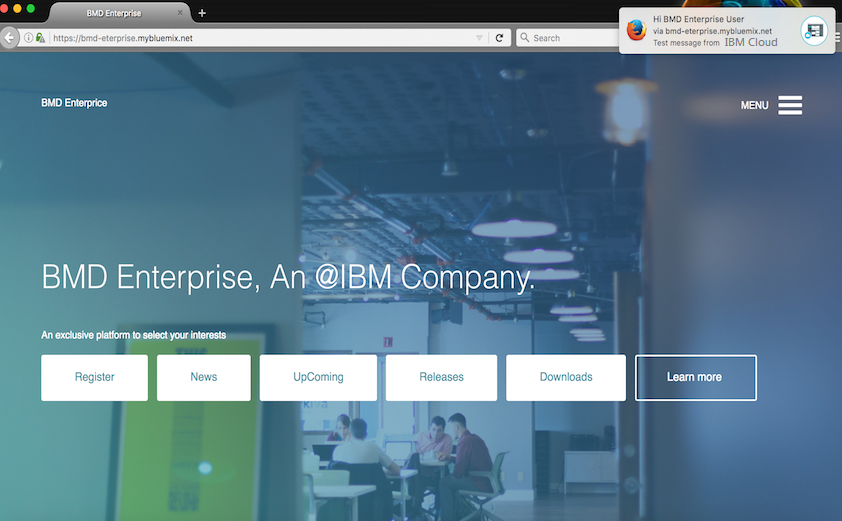 BMD Enterprise
https://bmd-eterprise.mybluemix.net
Search
Hi BMD Enterprise User
via bmd-eterprise.mybluemix.net
Test message from IBM Cloud
BMD Enterprice
MENU
BMD Enterprise, An @IBM Company.
An exclusive platform to select your interests
Register
News
UpComing
Releases
Downloads
Learn more